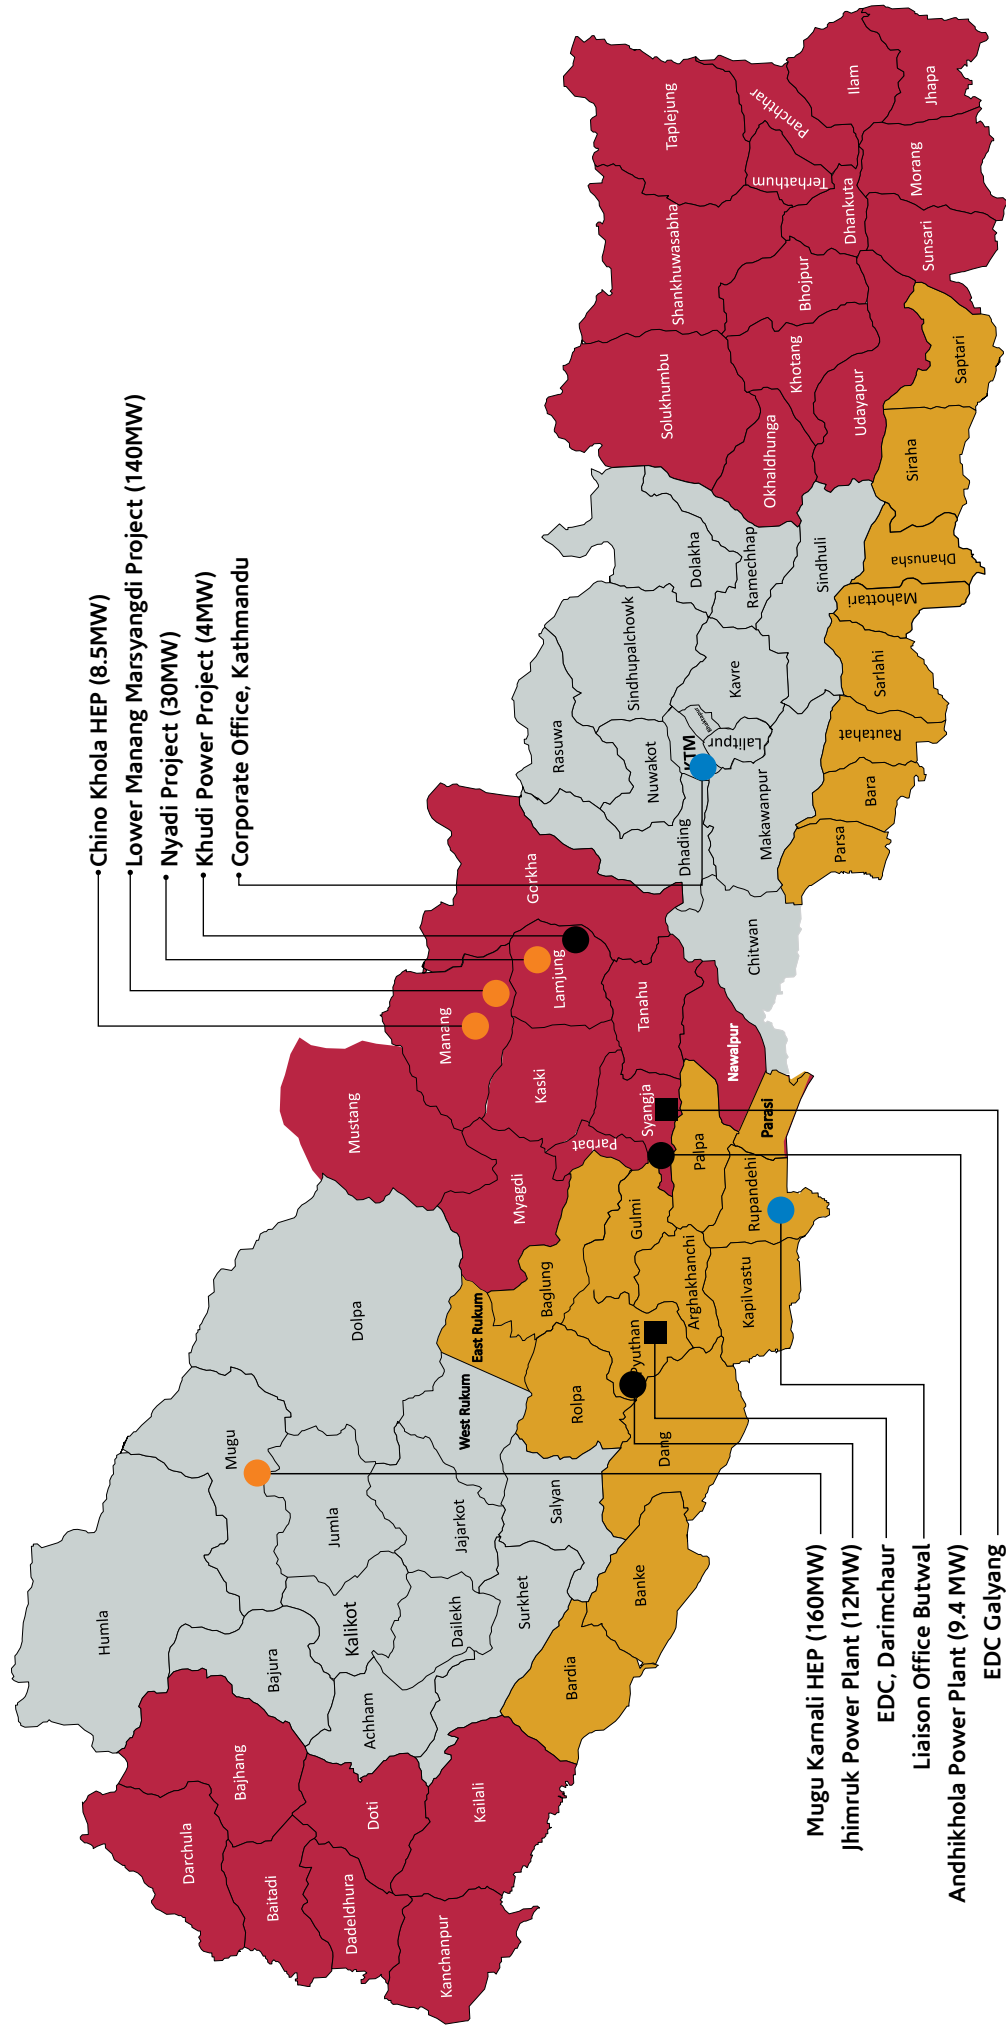 Chino Khola HEP (8.5MW)
Lower Manang Marsyangdi Project (140MW)
Nyadi Project (30MW)
Khudi Power Project (4MW)
Corporate Office, Kathmandu
Darchula
Bajhang
Baitadi
Dadeldhura
Doti
Kanchanpur
Kailali
Humla
Bajura
Mugu
Kalikot
Jumla
Achham
Dailekh
Jajarkot
Surkhet
Salyan
Dolpa
West Rukum
East Rukum
Bardia
Banke
Dang
Rolpa
Pyuthan
Baglung
Gulmi
Arghakhanchi
Kapilvastu
Rupandehi
Palpa
Parasi
Nawalpur
Mustang
Myagdi
Parbat
Syangja
Kaski
Manang
Lamjung
Tanahu
Gorkha
Chitwan
Dhading
Rasuwa
Nuwakot
KTM
Lalitpur
Makawanpur
Sindhupalchowk
Kavre
Dolakha
Ramechhap
Sindhuli
Parsa
Bara
Rautahat
Sarlahi
Mahottari
Dhanusha
Siraha
Saptari
Solukhumbu
Okhaldhunga
Khotang
Udayapur
Shankhuwasabha
Bhojpur
Taplejung
Terhathum
Panchthar
Dhankuta
Sunsari
Morang
Ilam
Jhapa
Mugu Karnali HEP (160MW)
Jhimruk Power Plant (12MW)
EDC, Darimchaur
Liaison Office Butwal
Andhikhola Power Plant (9.4 MW)
EDC Galyang